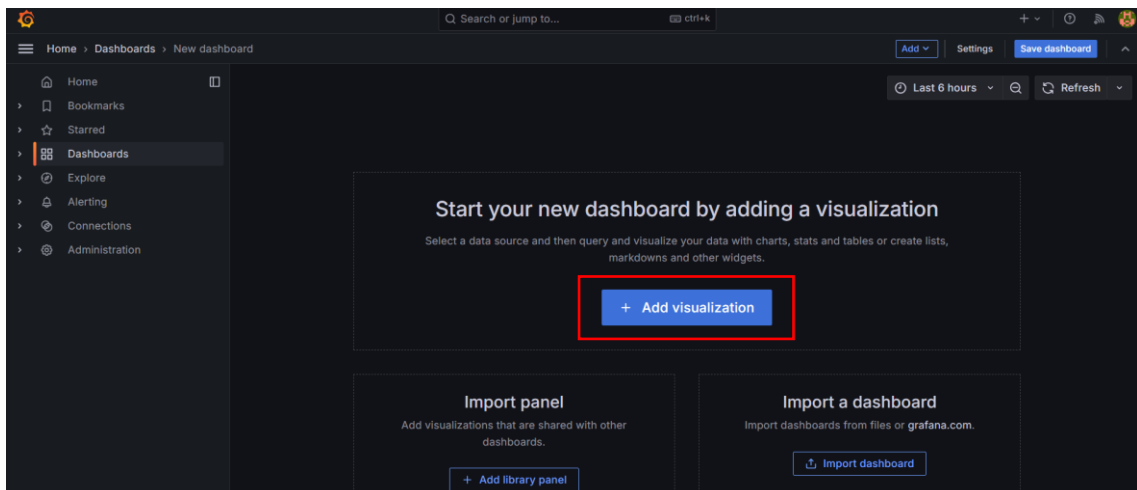 Search or jump to... ctrl+k
Home > Dashboards > New dashboard
Add Settings Save dashboard
Home
Bookmarks
Starred
Dashboards
Explore
Alerting
Connections
Administration
Last 6 hours Refresh
Start your new dashboard by adding a visualization
Select a data source and then query and visualize your data with charts, stats and tables or create lists,
markdowns and other widgets.
+ Add visualization
Import panel
Add visualizations that are shared with other
dashboards.
+ Add library panel
Import a dashboard
Import dashboards from files or grafana.com.
Import dashboard